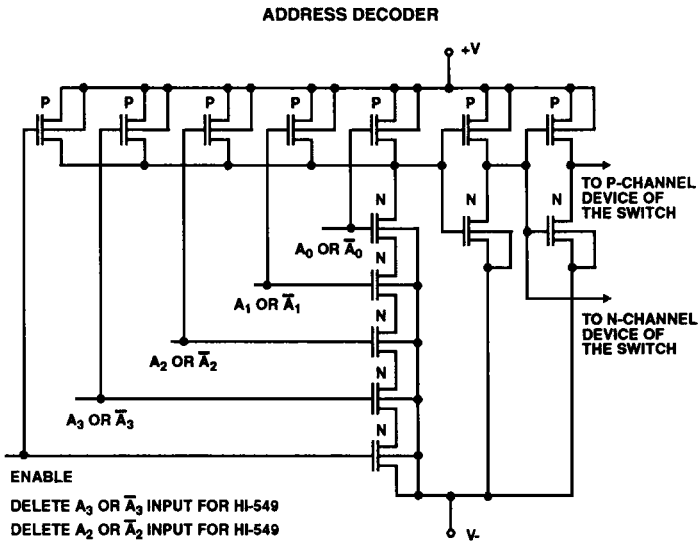 ADDRESS DECODER
+V
P
P
P
P
P
P
P
TO P-CHANNEL
DEVICE OF
THE SWITCH
N
N
N
A₀ OR A̅₀
N
A₁ OR A̅₁
N
TO N-CHANNEL
DEVICE OF
THE SWITCH
A₂ OR A̅₂
N
A₃ OR A̅₃
N
ENABLE
DELETE A₃ OR A̅₃ INPUT FOR HI-549
DELETE A₂ OR A̅₂ INPUT FOR HI-549
V-